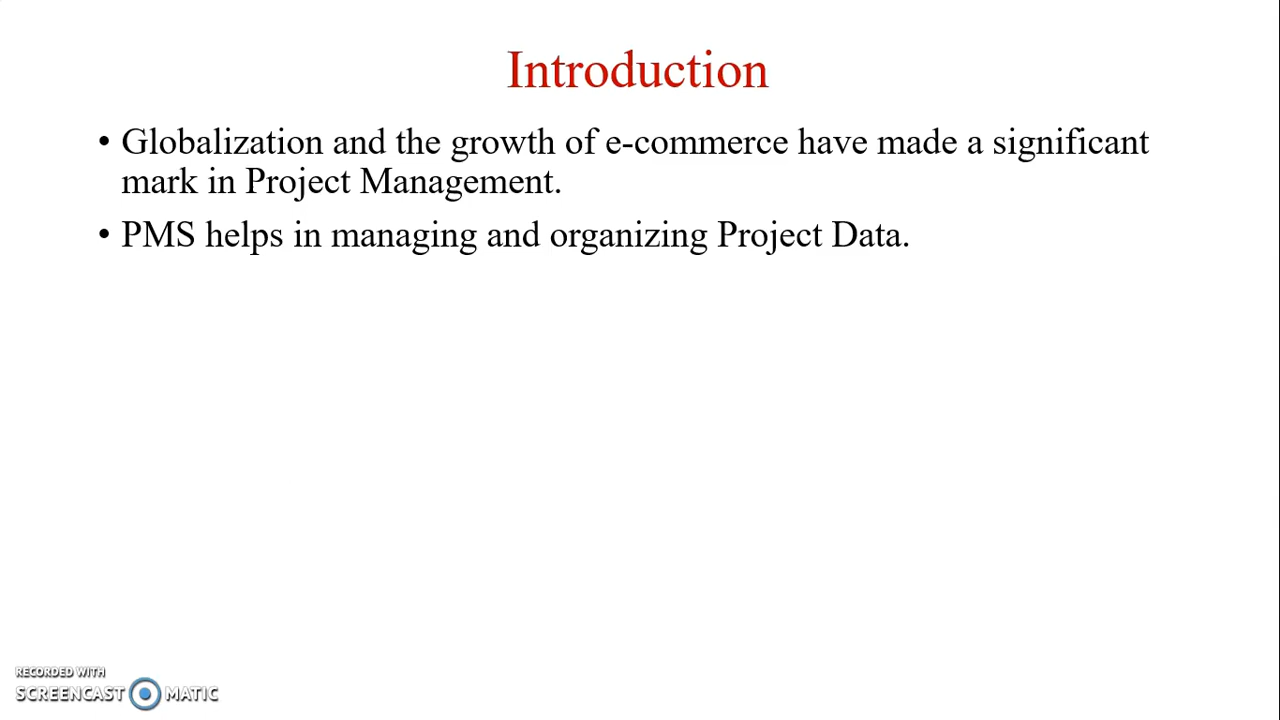 Introduction
• Globalization and the growth of e-commerce have made a significant
mark in Project Management.
• PMS helps in managing and organizing Project Data.
RECORDED WITH
SCREENCAST MATIC